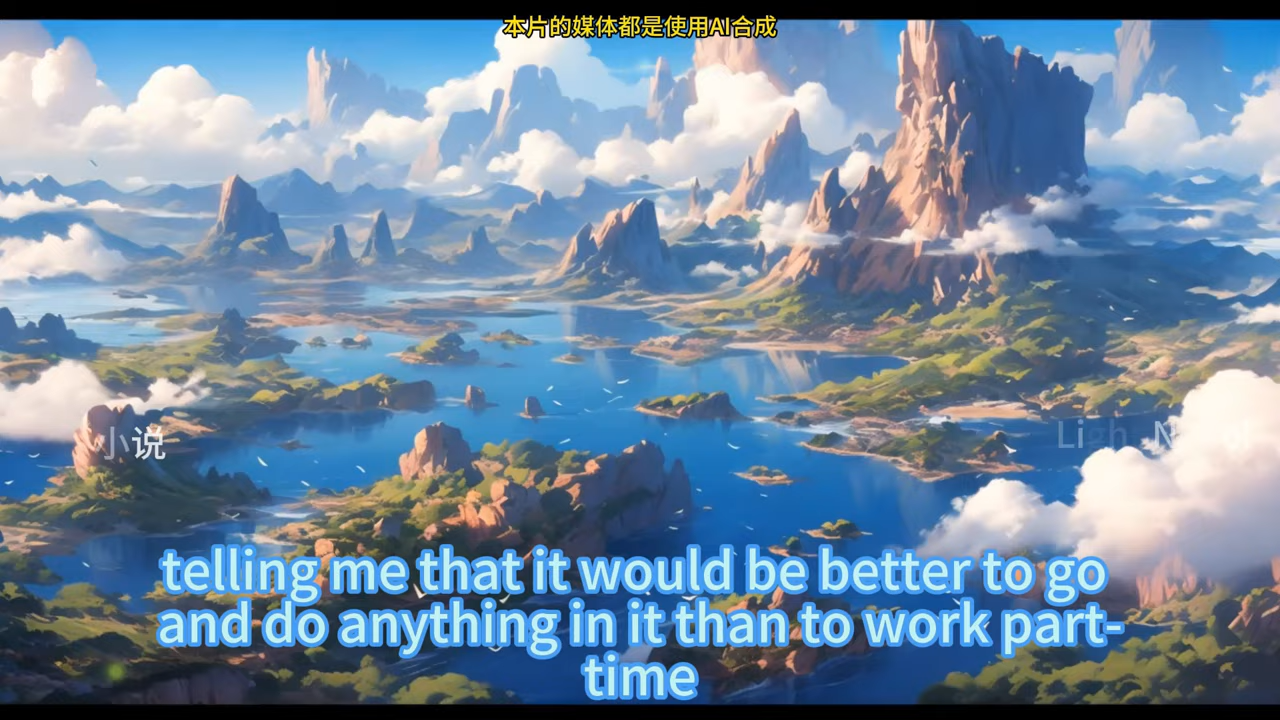 本片的媒体都是使用AI合成
小说
telling me that it would be better to go
and do anything in it than to work part-
time